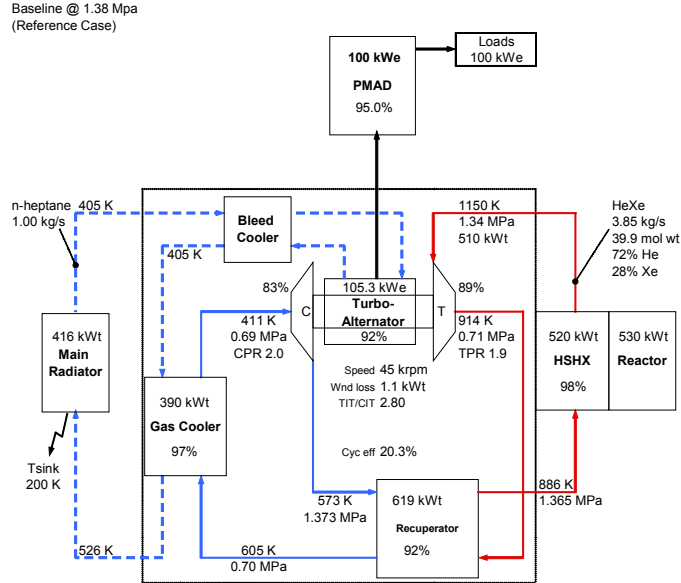 Baseline @ 1.38 Mpa
(Reference Case)
Loads
100 kWe
100 kWe
PMAD
95.0%
n-heptane
1.00 kg/s
405 K
Bleed
Cooler
405 K
1150 K
1.34 MPa
510 kWt
HeXe
3.85 kg/s
39.9 mol wt
72% He
28% Xe
83%
105.3 kWe
89%
C
Turbo-
Alternator
T
92%
411 K
0.69 MPa
CPR 2.0
914 K
0.71 MPa
TPR 1.9
416 kWt
Main
Radiator
520 kWt
HSHX
98%
530 kWt
Reactor
Speed 45 krpm
Wnd loss 1.1 kWt
TIT/CIT 2.80
390 kWt
Gas Cooler
97%
Cyc eff 20.3%
Tsink
200 K
573 K
1.373 MPa
619 kWt
Recuperator
92%
886 K
1.365 MPa
526 K
605 K
0.70 MPa